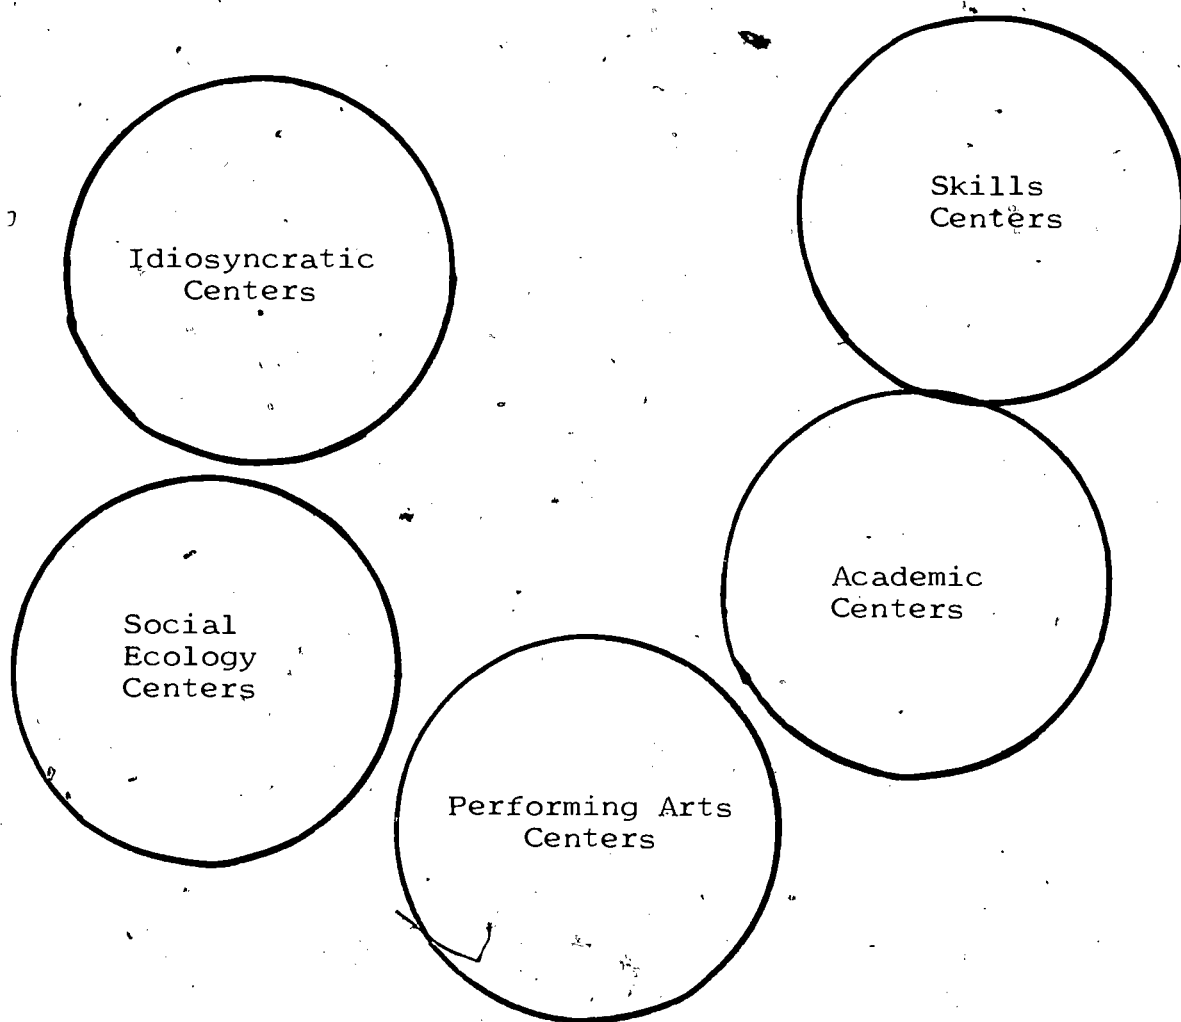 Skills
Centers
Idiosyncratic
Centers
Academic
Centers
Social
Ecology
Centers
Performing Arts
Centers